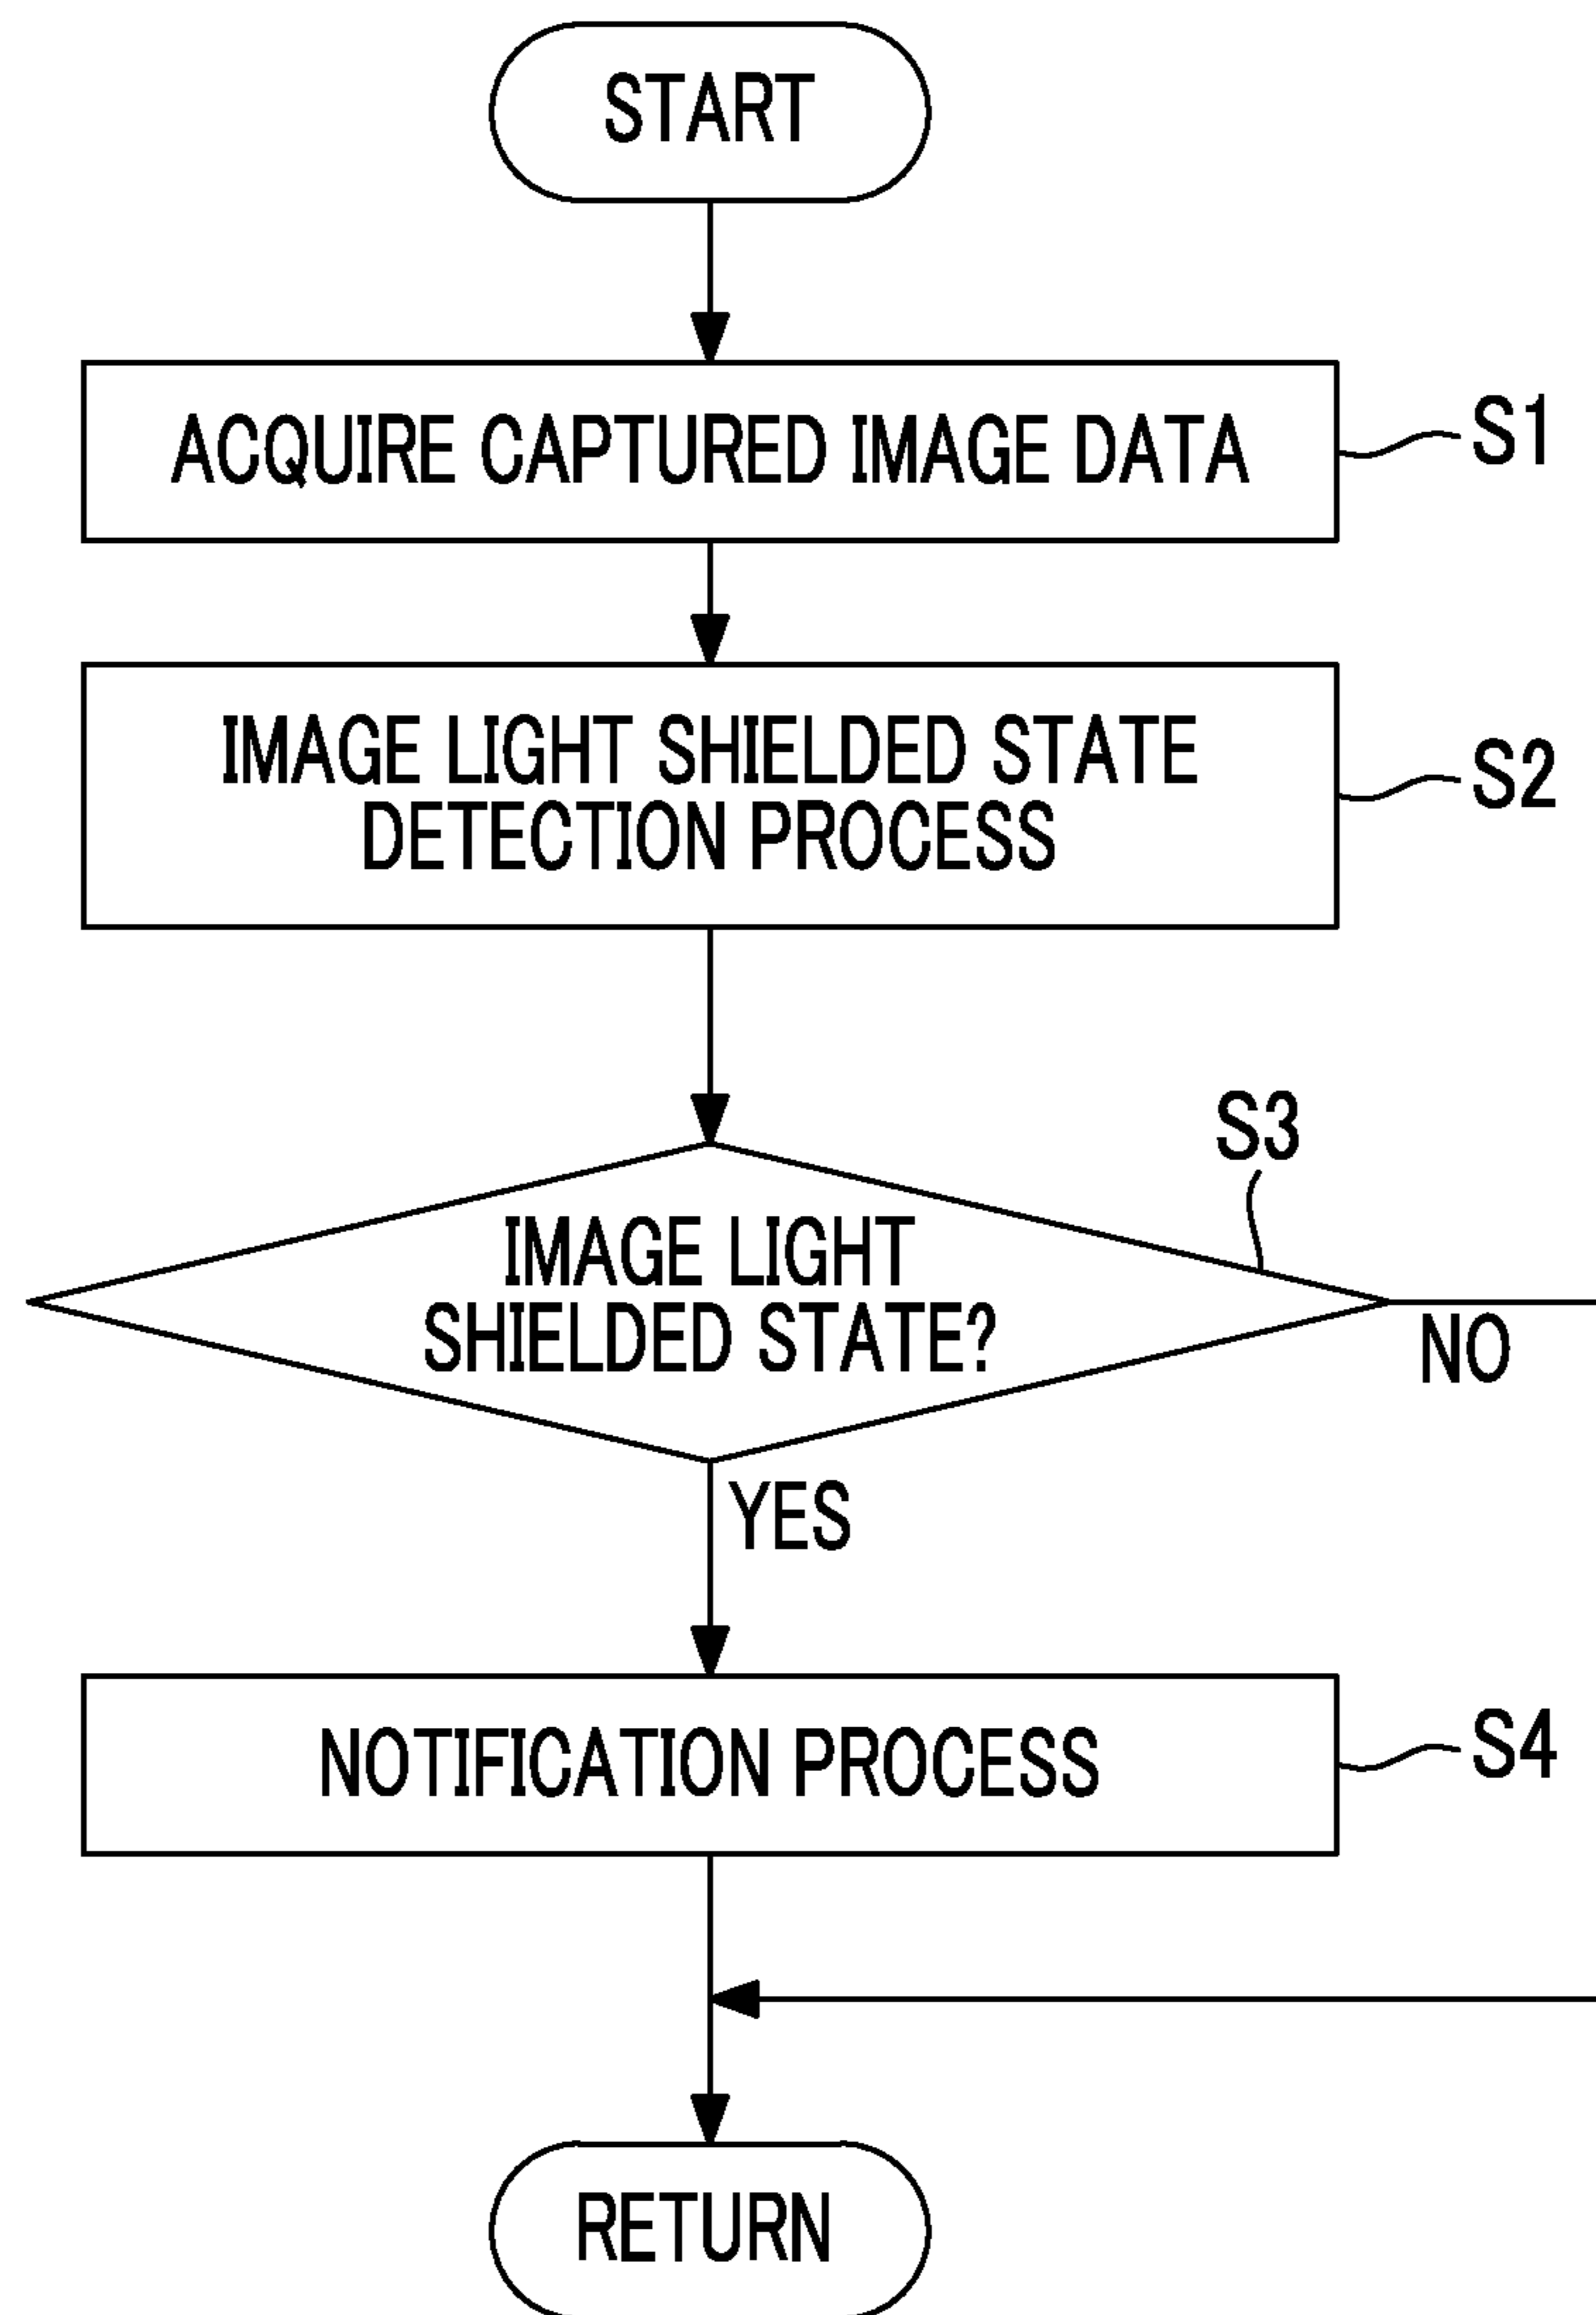 START
ACQUIRE CAPTURED IMAGE DATA
S1
IMAGE LIGHT SHIELDED STATE
DETECTION PROCESS
S2
S3
IMAGE LIGHT
SHIELDED STATE?
NO
YES
NOTIFICATION PROCESS
S4
RETURN